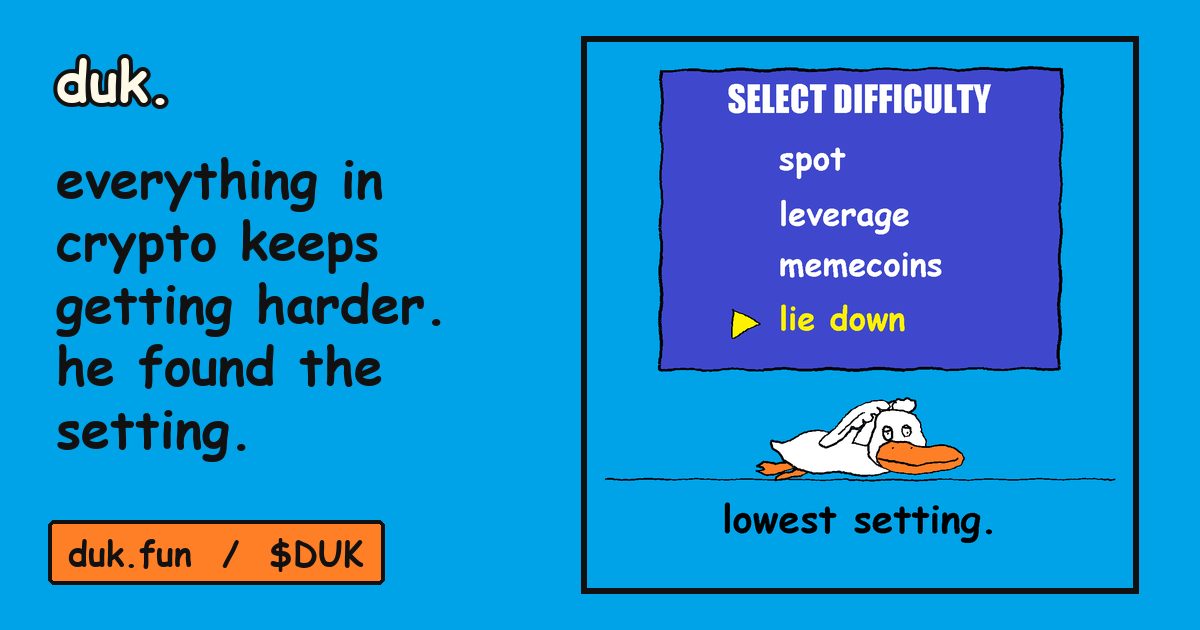 duk.
everything in
crypto keeps
getting harder.
he found the
setting.
duk.fun / $DUK
SELECT DIFFICULTY
spot
leverage
memecoins
lie down
lowest setting.